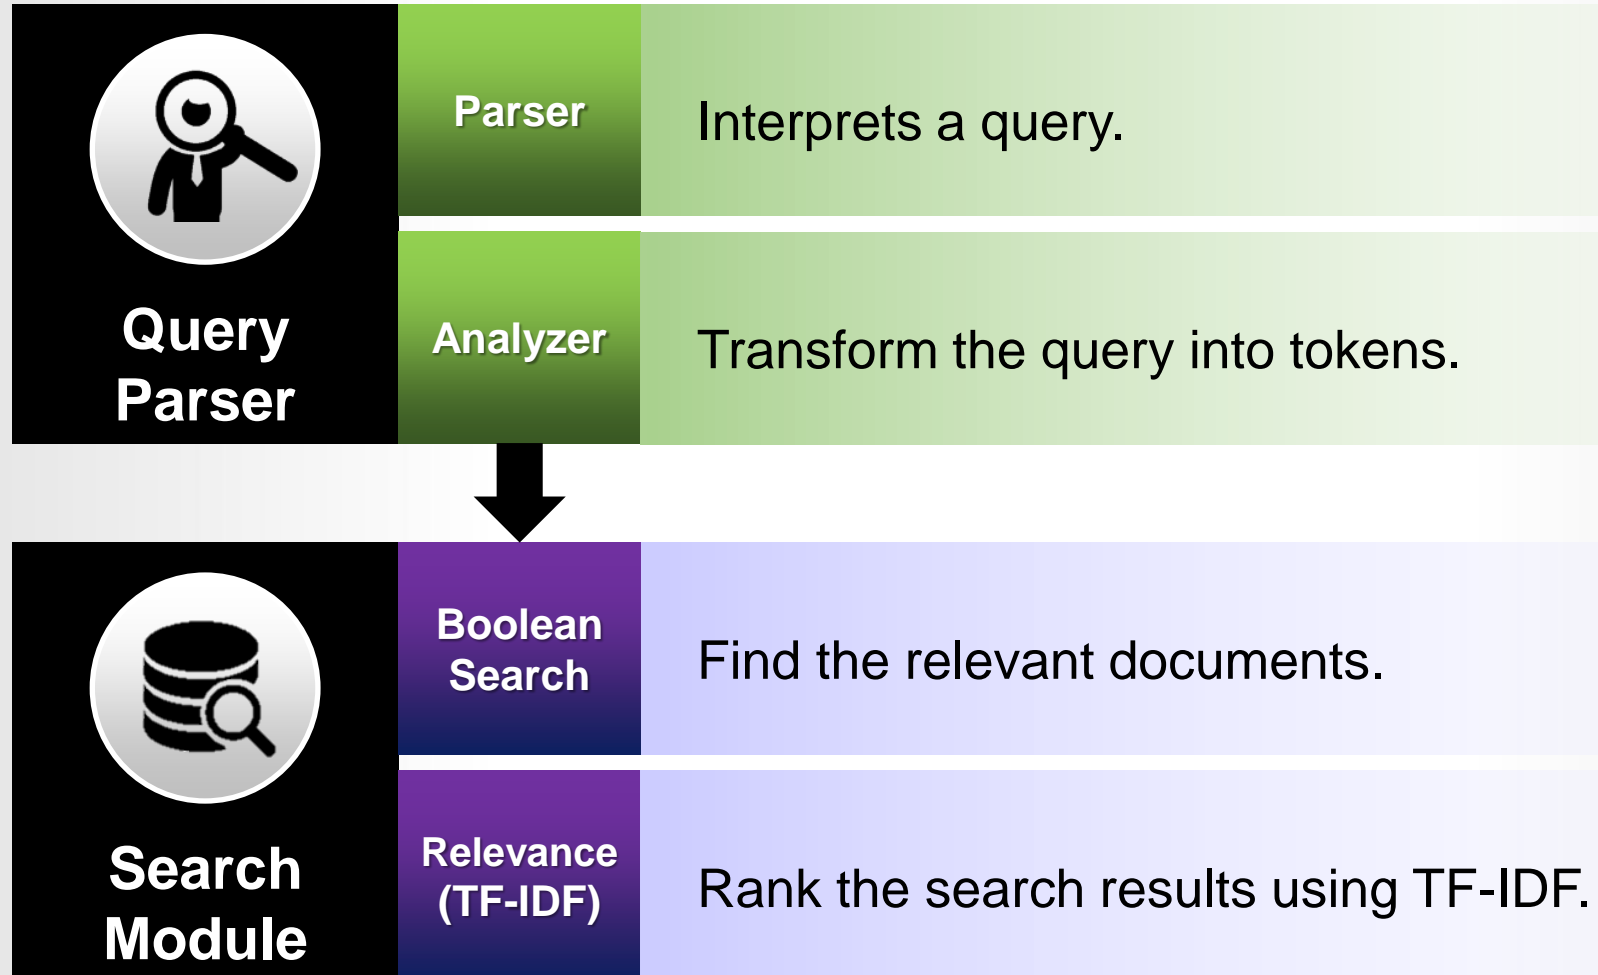 Query
Parser
Parser
Interprets a query.
Analyzer
Transform the query into tokens.
Search
Module
Boolean
Search
Find the relevant documents.
Relevance
(TF-IDF)
Rank the search results using TF-IDF.